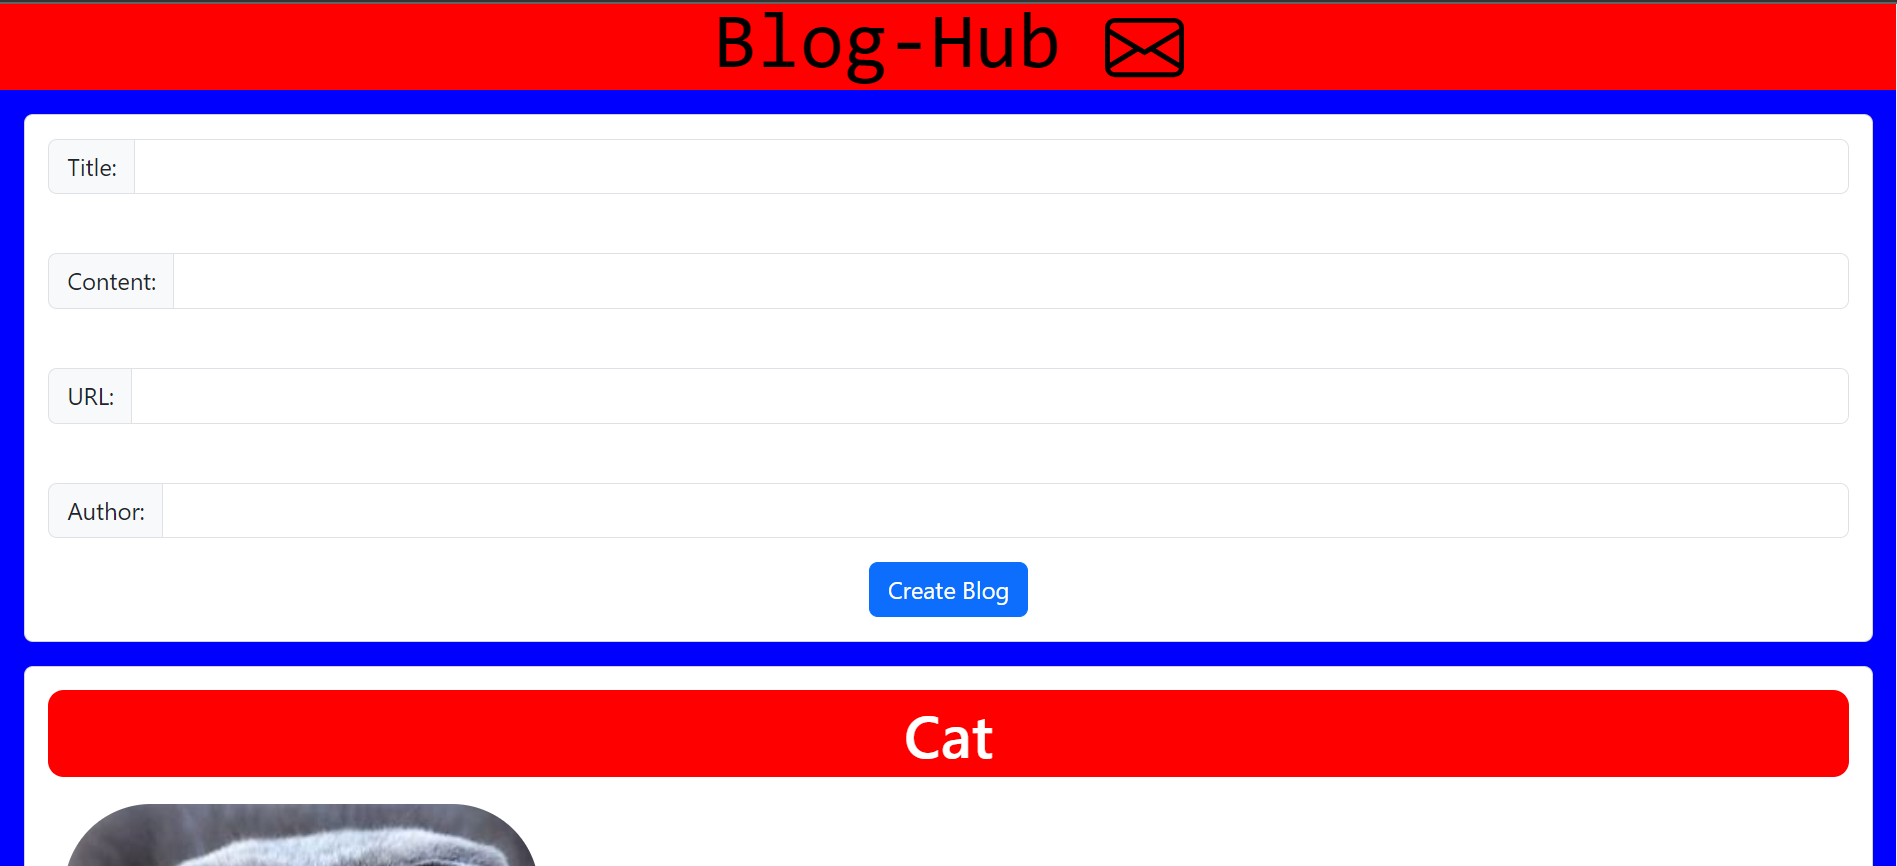 Blog-Hub
Title:
Content:
URL:
Author:
Create Blog
Cat